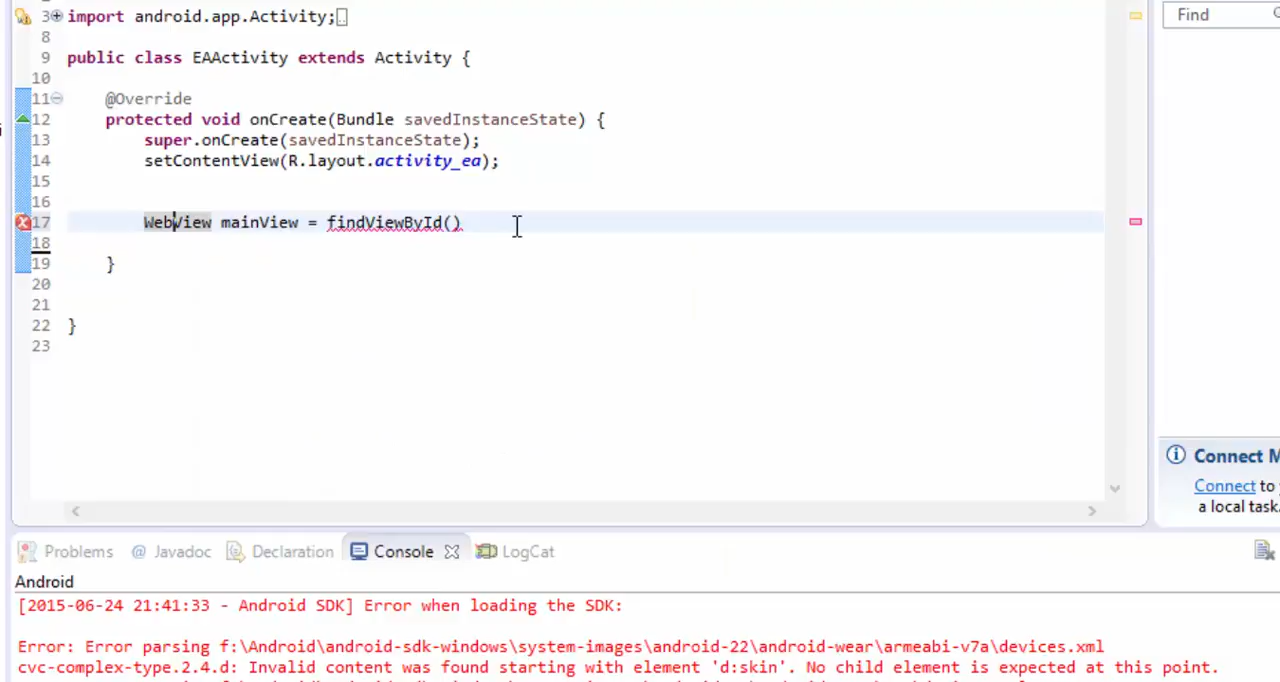 3 import android.app.Activity;
8
9 public class EAActivity extends Activity {
10
11 @Override
12 protected void onCreate(Bundle savedInstanceState) {
13 super.onCreate(savedInstanceState);
14 setContentView(R.layout.activity_ea);
15
16
17 WebView mainView = findViewById()
18
19 }
20
21
22 }
23
Find
Connect M
Connect to
a local task.
Problems @ Javadoc Declaration Console LogCat
Android
[2015-06-24 21:41:33 - Android SDK] Error when loading the SDK:
Error: Error parsing f:\Android\android-sdk-windows\system-images\android-22\android-wear\armeabi-v7a\devices.xml
cvc-complex-type.2.4.d: Invalid content was found starting with element 'd:skin'. No child element is expected at this point.